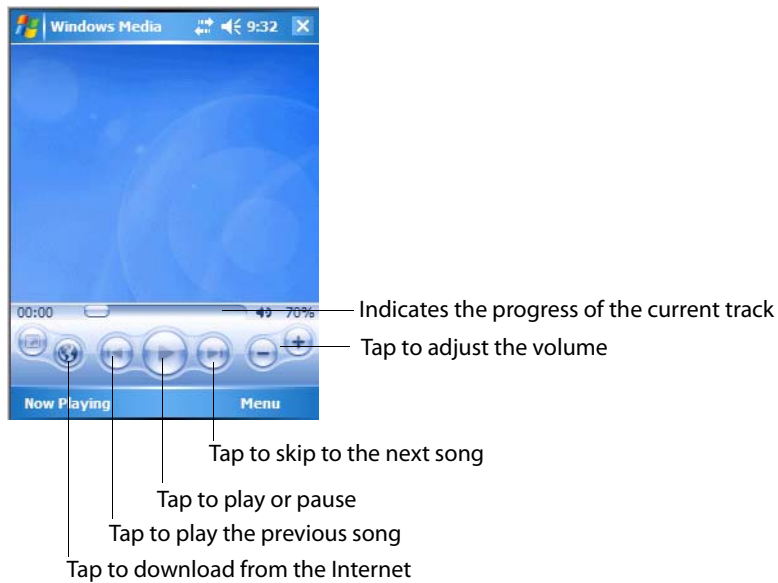 Windows Media 9:32
00:00 70%
Indicates the progress of the current track
Tap to adjust the volume
Now Playing Menu
Tap to skip to the next song
Tap to play or pause
Tap to play the previous song
Tap to download from the Internet